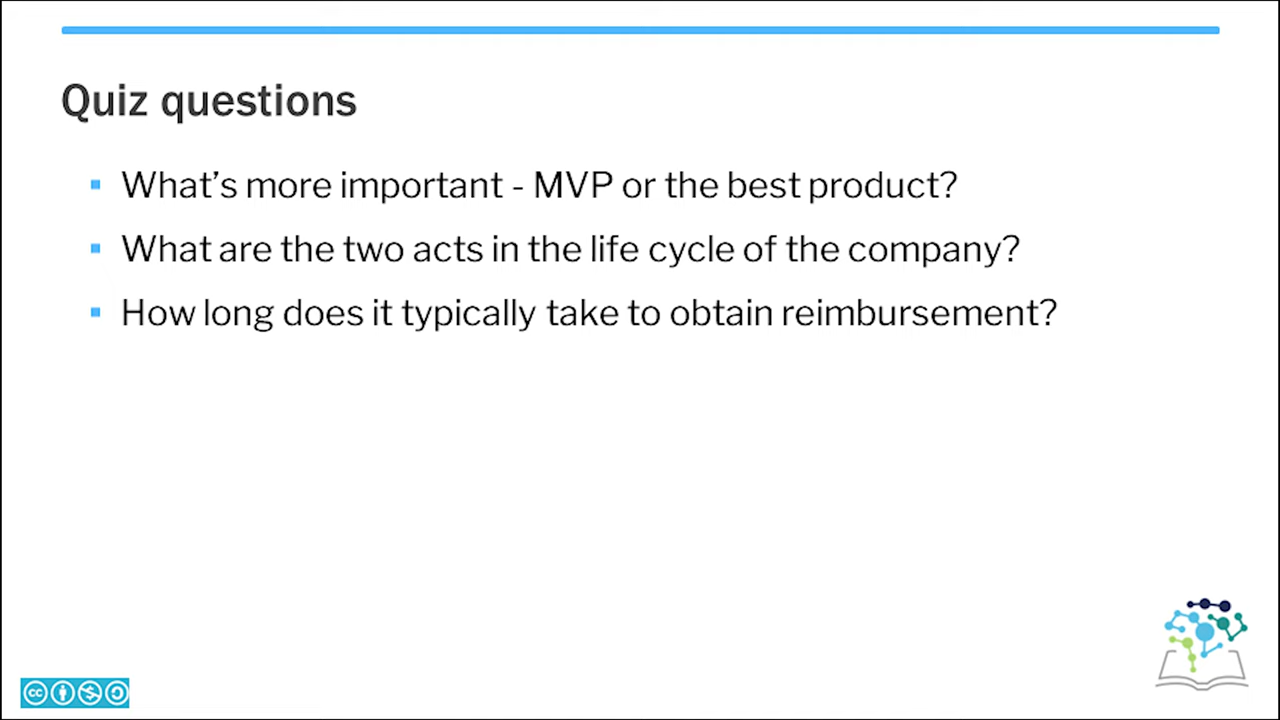 Quiz questions
What’s more important - MVP or the best product?
What are the two acts in the life cycle of the company?
How long does it typically take to obtain reimbursement?
cc